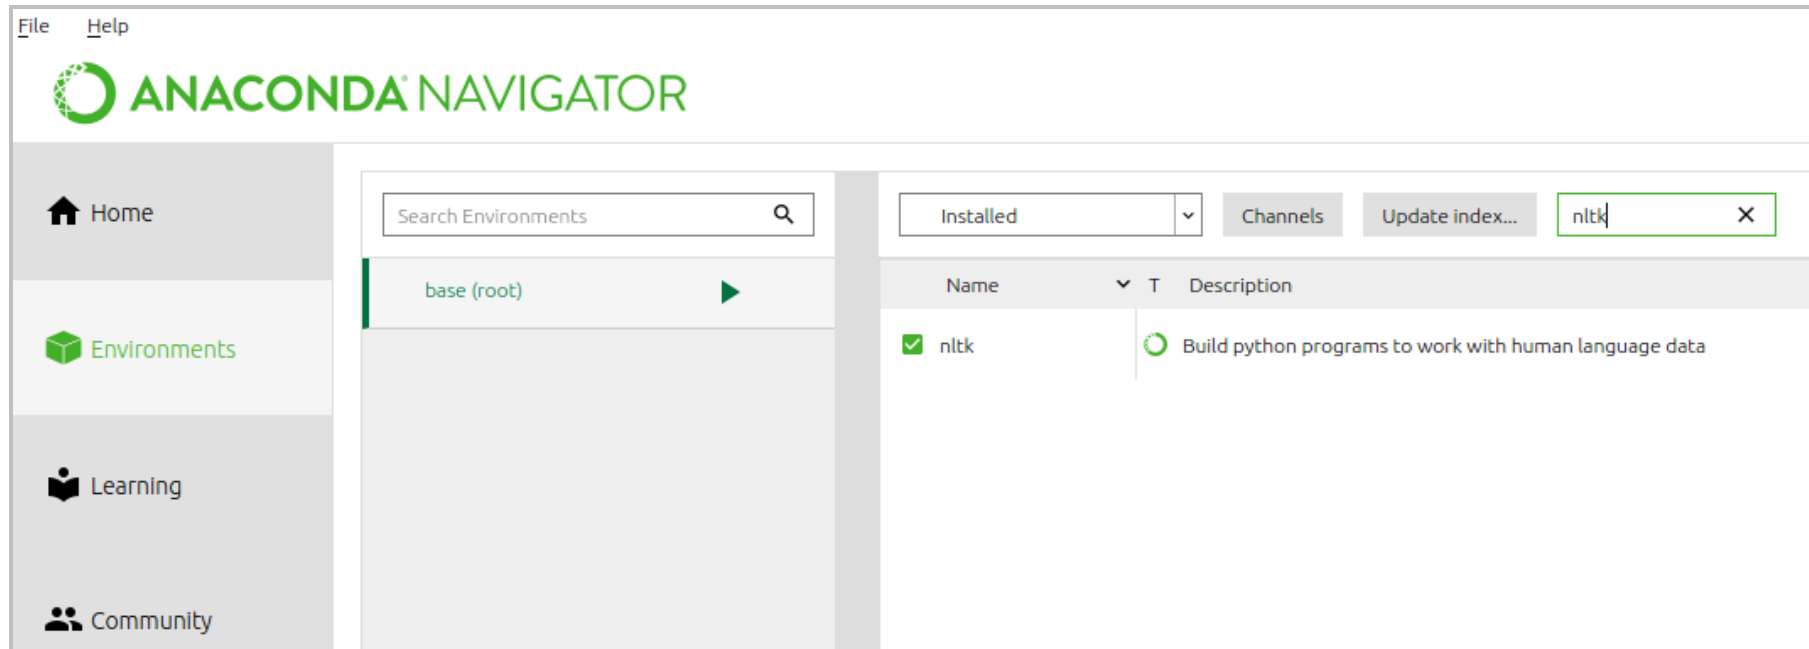 File Help
ANACONDA NAVIGATOR
Home
Environments
Learning
Community
Search Environments
base (root)
Installed Channels Update index... nltk
Name T Description
nltk Build python programs to work with human language data